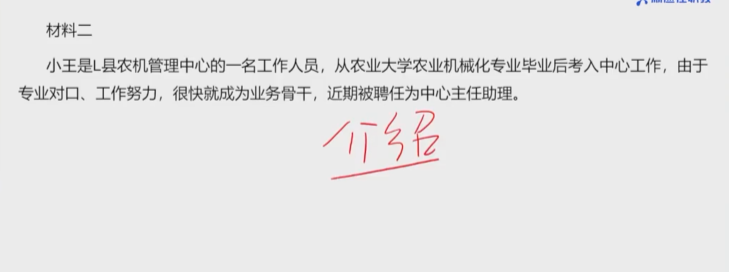 材料二
小王是L县农机管理中心的一名工作人员，从农业大学农业机械化专业毕业后考入中心工作，由于
专业对口、工作努力，很快就成为业务骨干，近期被聘任为中心主任助理。
介绍